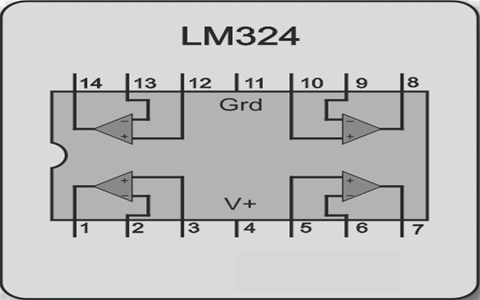 LM324
14 13 12 11 10 9 8
Grd
− −
+ +
+ +
− −
V+
1 2 3 4 5 6 7